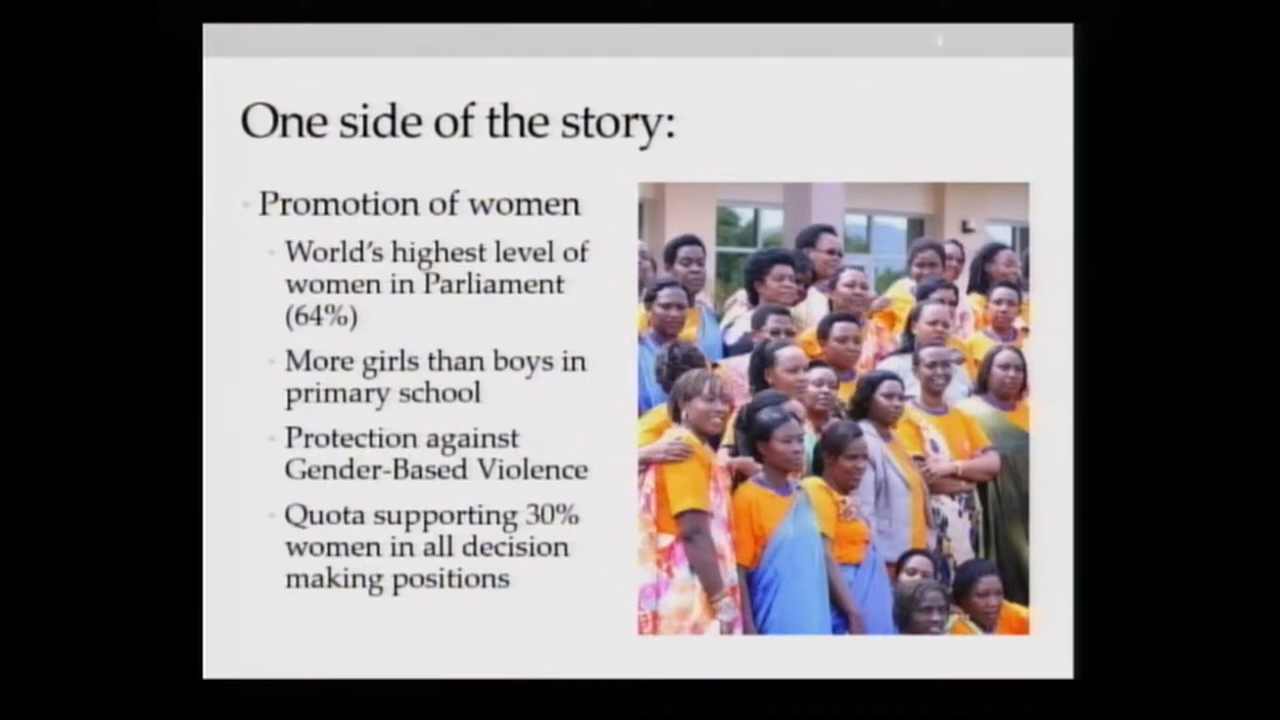 One side of the story:
Promotion of women
World's highest level of
women in Parliament
(64%)
More girls than boys in
primary school
Protection against
Gender-Based Violence
Quota supporting 30%
women in all decision
making positions